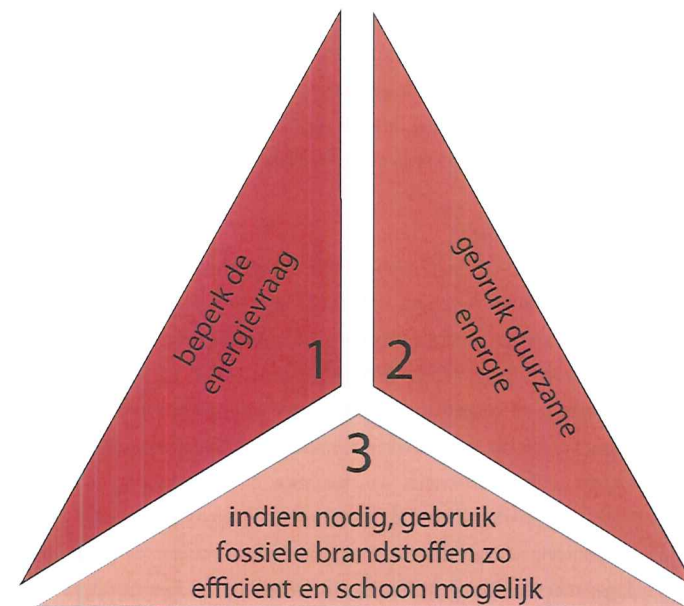 beperk de
energievraag
1
2
gebruik duurzame
energie
3
indien nodig, gebruik
fossiele brandstoffen zo
efficient en schoon mogelijk